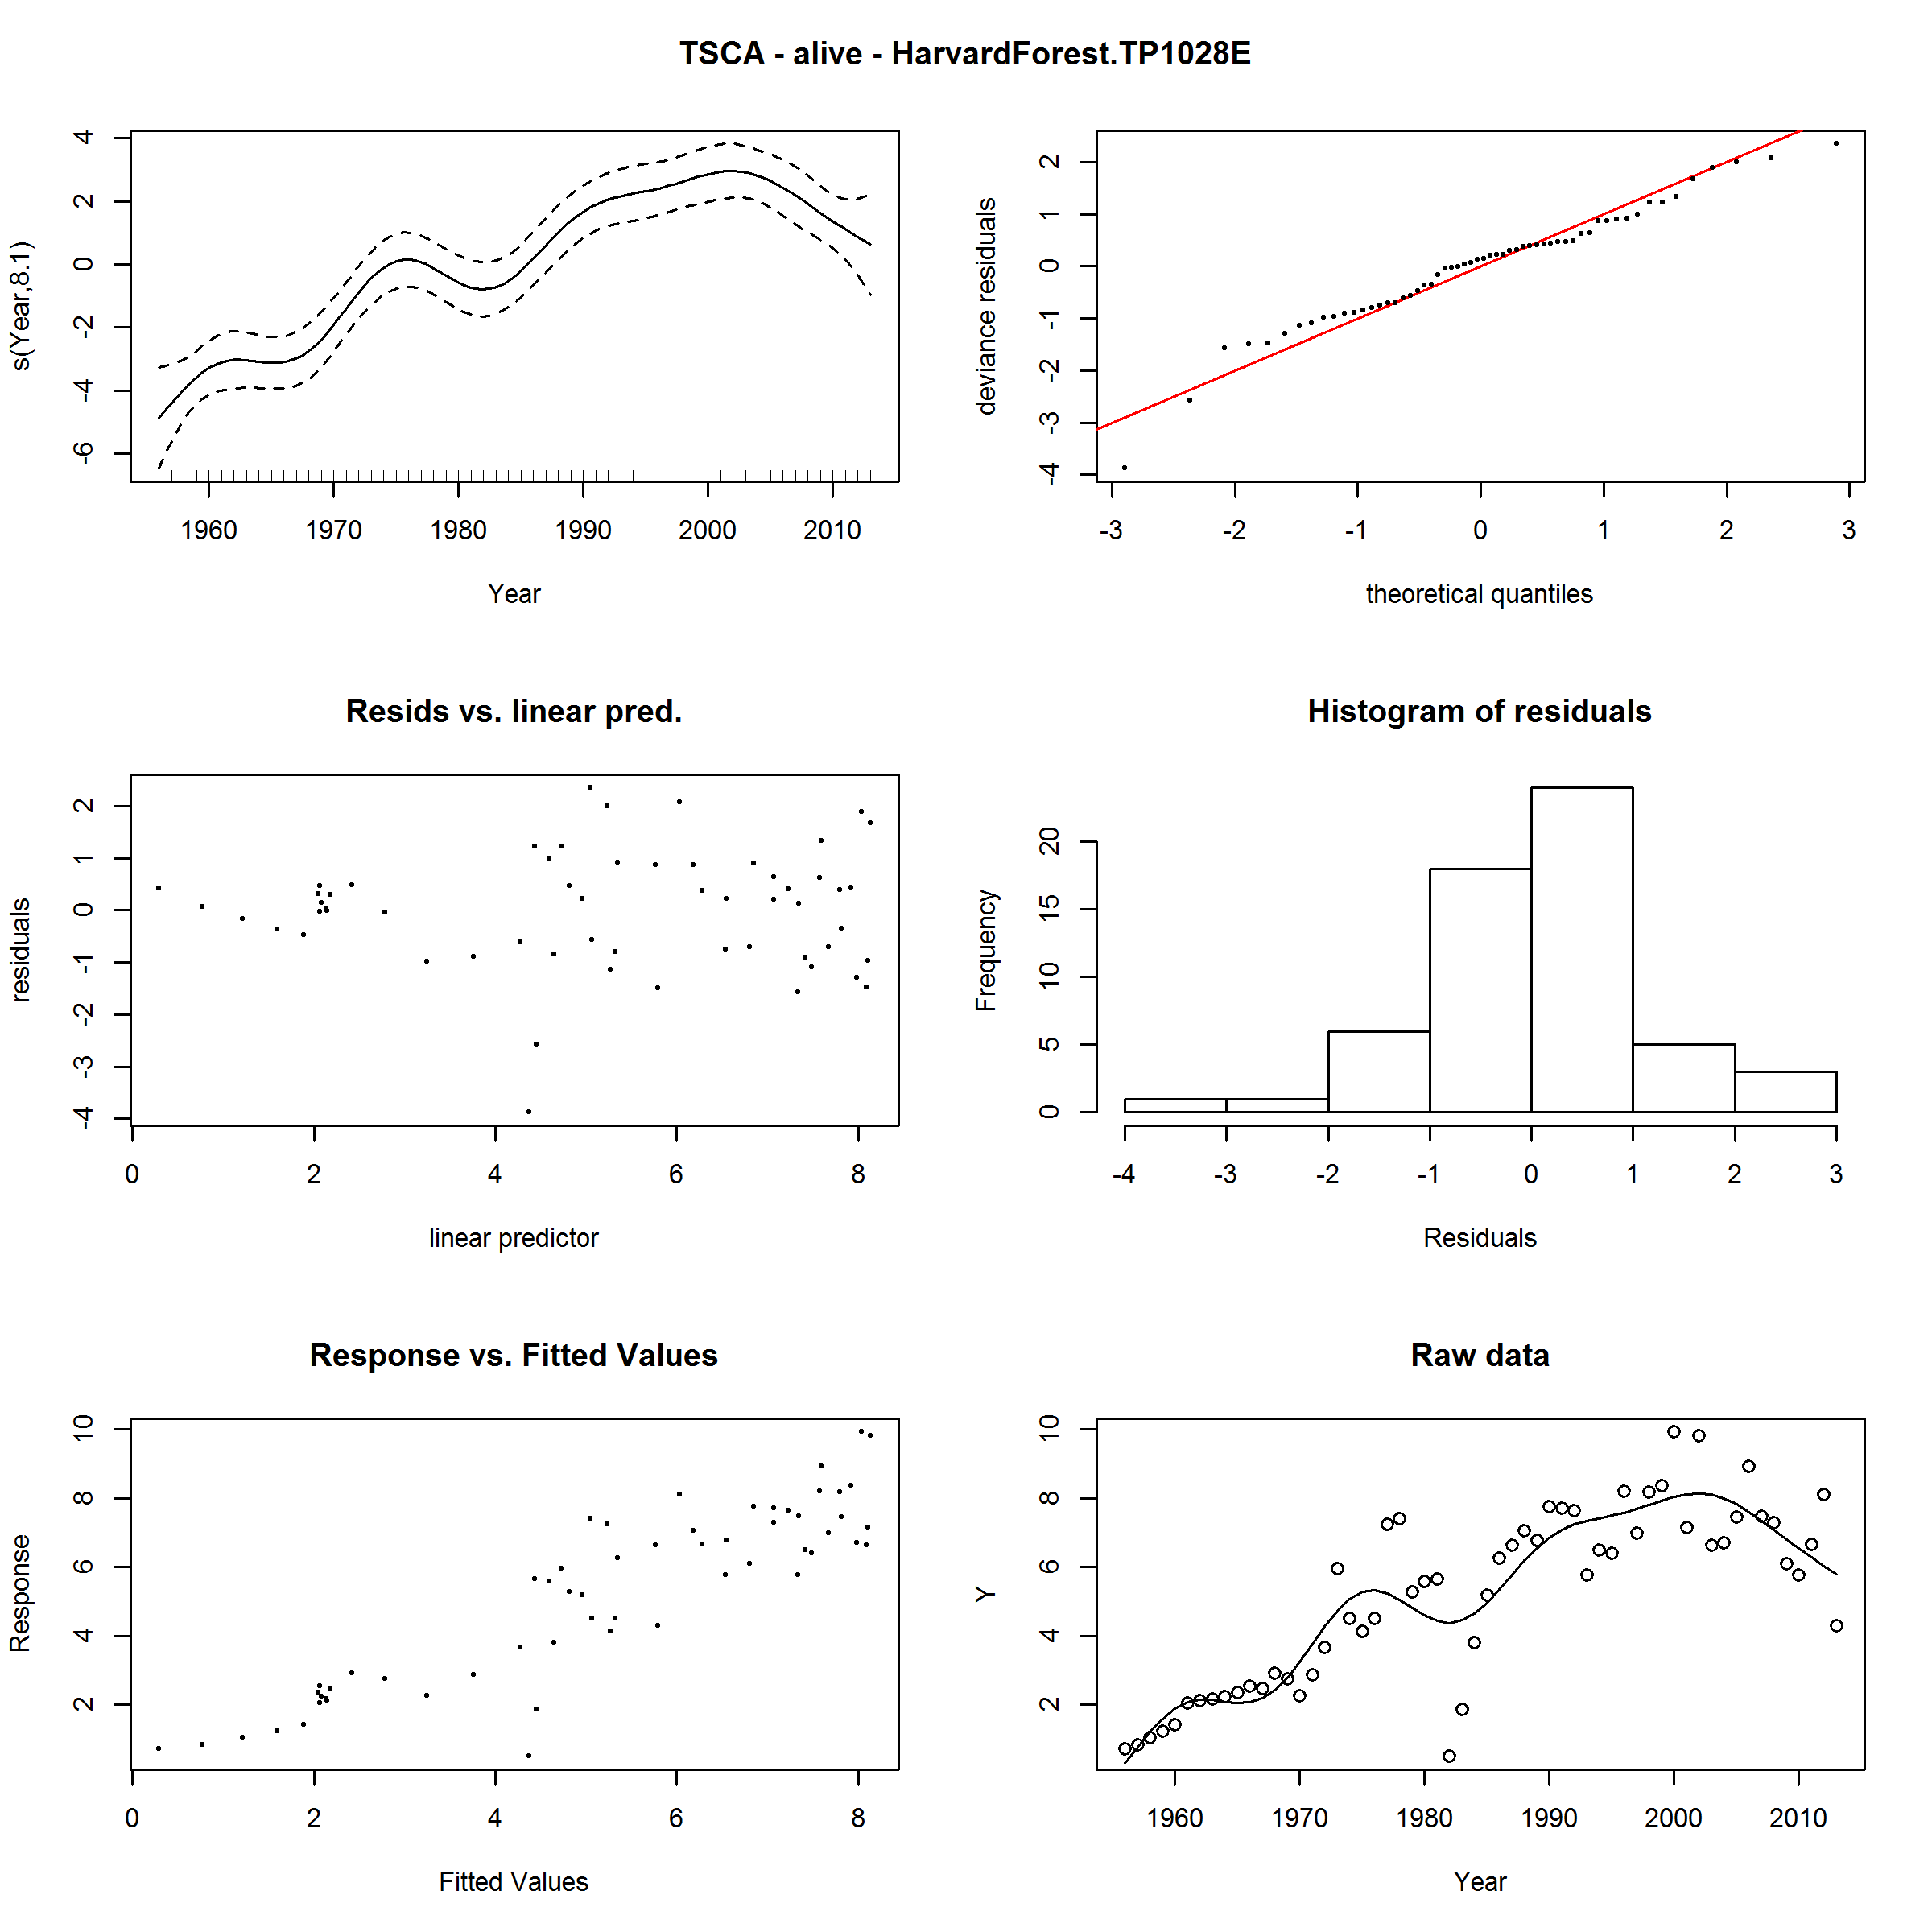 TSCA - alive - HarvardForest.TP1028E
s(Year,8.1)
4
2
0
-2
-4
-6
1960 1970 1980 1990 2000 2010
Year
deviance residuals
2
1
0
-1
-2
-3
-4
-3 -2 -1 0 1 2 3
theoretical quantiles
Resids vs. linear pred.
residuals
2
1
0
-1
-2
-3
-4
0 2 4 6 8
linear predictor
Histogram of residuals
Frequency
20
15
10
5
0
-4 -3 -2 -1 0 1 2 3
Residuals
Response vs. Fitted Values
Response
10
8
6
4
2
0 2 4 6 8
Fitted Values
Raw data
Y
10
8
6
4
2
1960 1970 1980 1990 2000 2010
Year